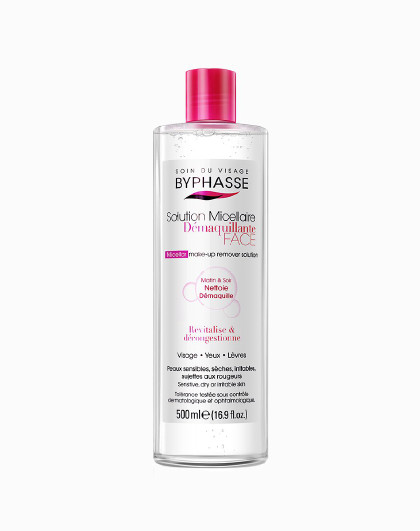 SOIN DU VISAGE
BYPHASSE
Solution Micellaire
Démaquillante
FACE
Micellar make-up remover solution
Matin & Soir
Nettoie
Démaquille
Revitalise &
décongestionne
Visage • Yeux • Lèvres
Peaux sensibles, sèches, irritables,
sujettes aux rougeurs
Sensitive, dry or irritable skin
Tolérance testée sous contrôle
dermatologique et ophtalmologique.
500 ml e (16.9 fl.oz.)